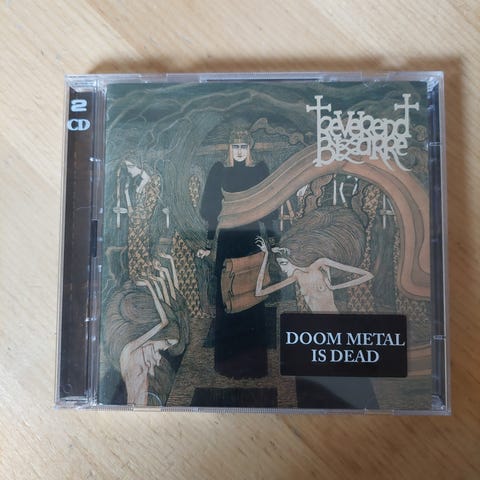 2
CD
Reverend
Bizarre
DOOM METAL
IS DEAD